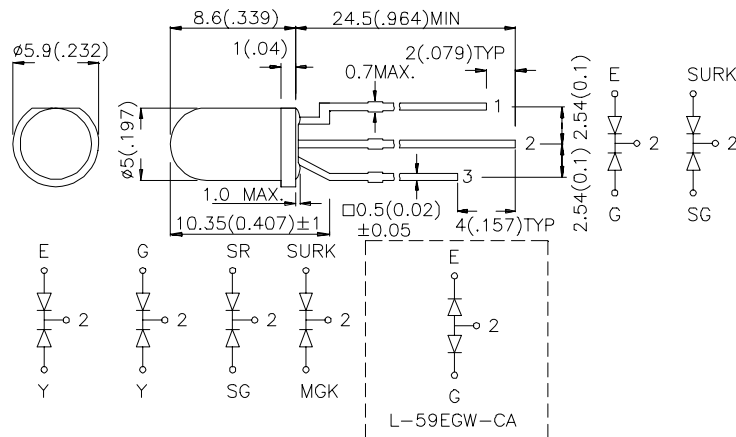 8.6(.339)
24.5(.964)MIN
ø5.9(.232)
1(.04)
2(.079)TYP
0.7MAX.
1
2
3
2.54(0.1)
2.54(0.1)
ø5(.197)
1.0 MAX.
10.35(0.407)±1
□0.5(0.02)
±0.05
4(.157)TYP
E
2
G
SURK
2
SG
E
2
Y
G
2
Y
SR
2
SG
SURK
2
MGK
E
2
G
L-59EGW-CA